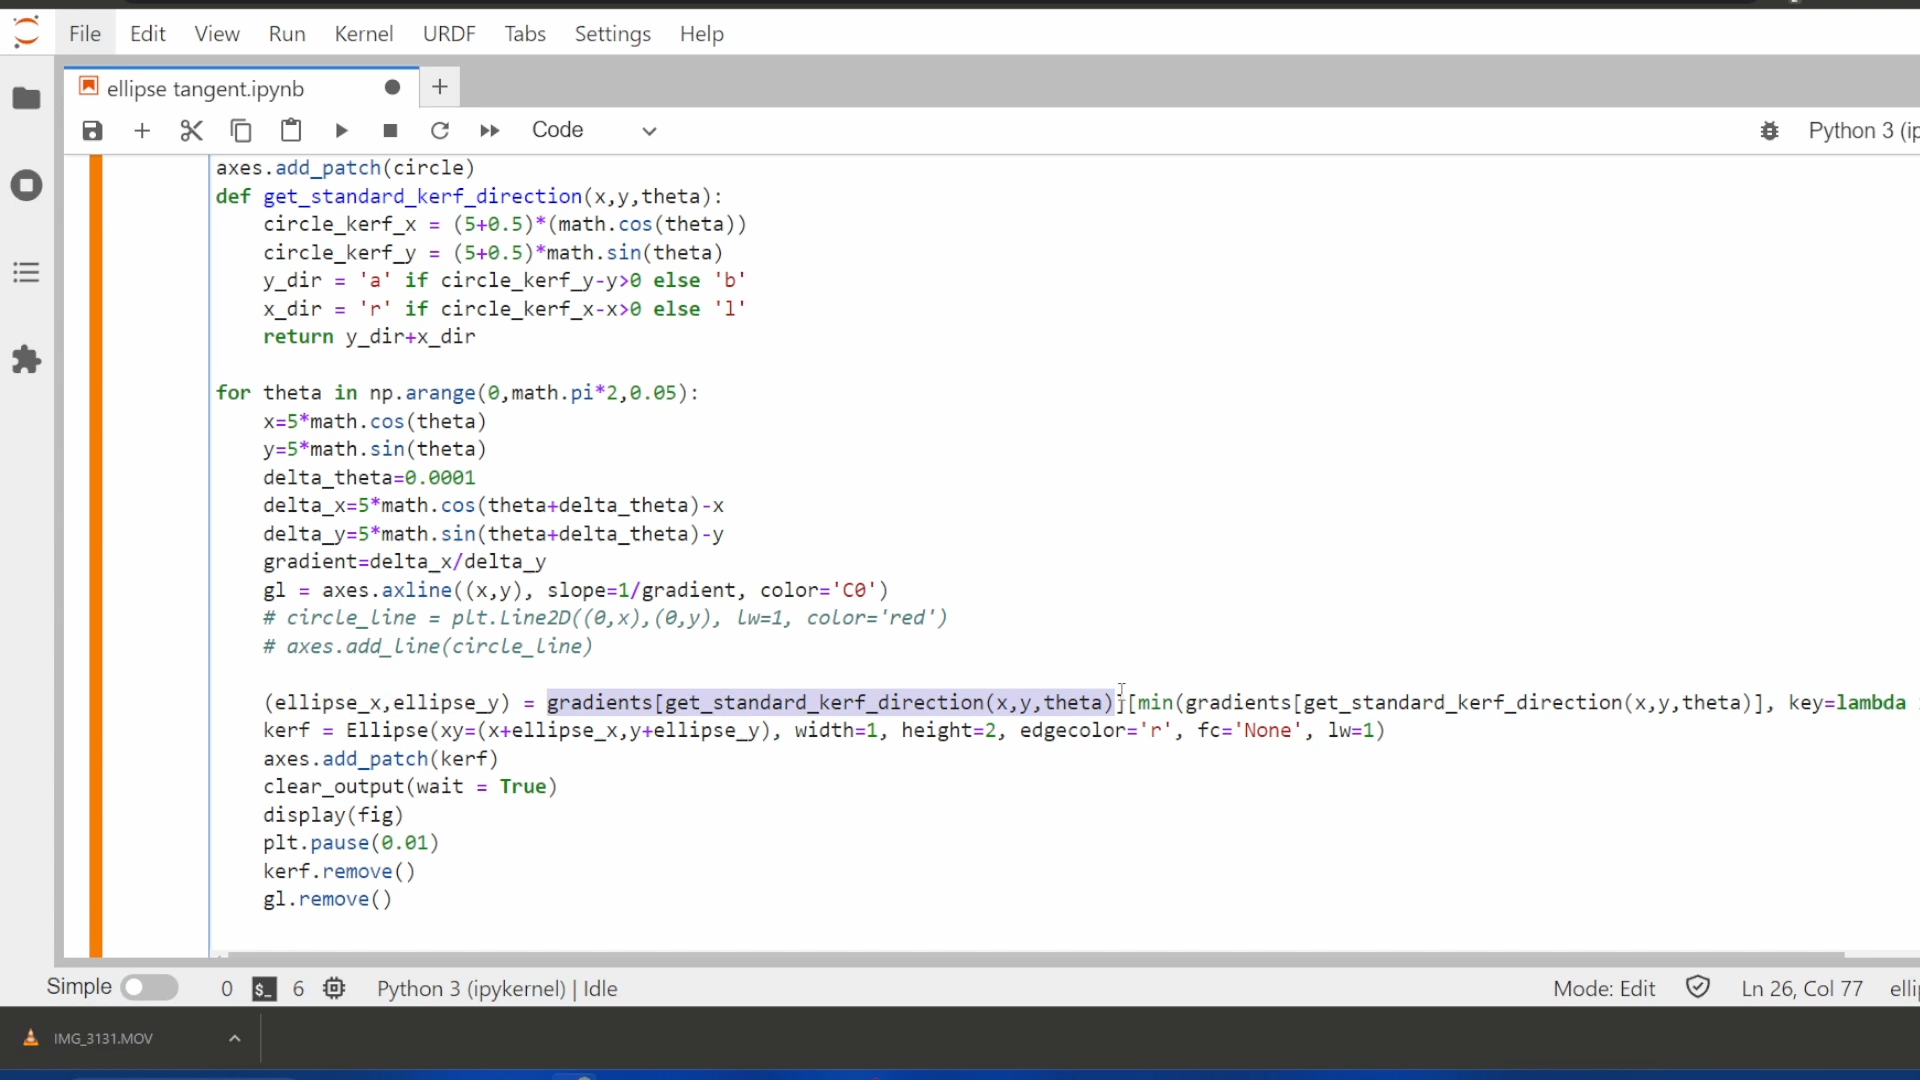 File Edit View Run Kernel URDF Tabs Settings Help
ellipse tangent.ipynb
Code
Python 3 (ip
axes.add_patch(circle)
def get_standard_kerf_direction(x,y,theta):
circle_kerf_x = (5+0.5)*(math.cos(theta))
circle_kerf_y = (5+0.5)*math.sin(theta)
y_dir = 'a' if circle_kerf_y-y>0 else 'b'
x_dir = 'r' if circle_kerf_x-x>0 else 'l'
return y_dir+x_dir
for theta in np.arange(0,math.pi*2,0.05):
x=5*math.cos(theta)
y=5*math.sin(theta)
delta_theta=0.0001
delta_x=5*math.cos(theta+delta_theta)-x
delta_y=5*math.sin(theta+delta_theta)-y
gradient=delta_x/delta_y
gl = axes.axline((x,y), slope=1/gradient, color='C0')
# circle_line = plt.Line2D((0,x),(0,y), lw=1, color='red')
# axes.add_line(circle_line)
(ellipse_x,ellipse_y) = gradients[get_standard_kerf_direction(x,y,theta)][min(gradients[get_standard_kerf_direction(x,y,theta)], key=lambda
kerf = Ellipse(xy=(x+ellipse_x,y+ellipse_y), width=1, height=2, edgecolor='r', fc='None', lw=1)
axes.add_patch(kerf)
clear_output(wait = True)
display(fig)
plt.pause(0.01)
kerf.remove()
gl.remove()
Simple 0 $_ 6 Python 3 (ipykernel) | Idle Mode: Edit Ln 26, Col 77 elli
IMG_3131.MOV